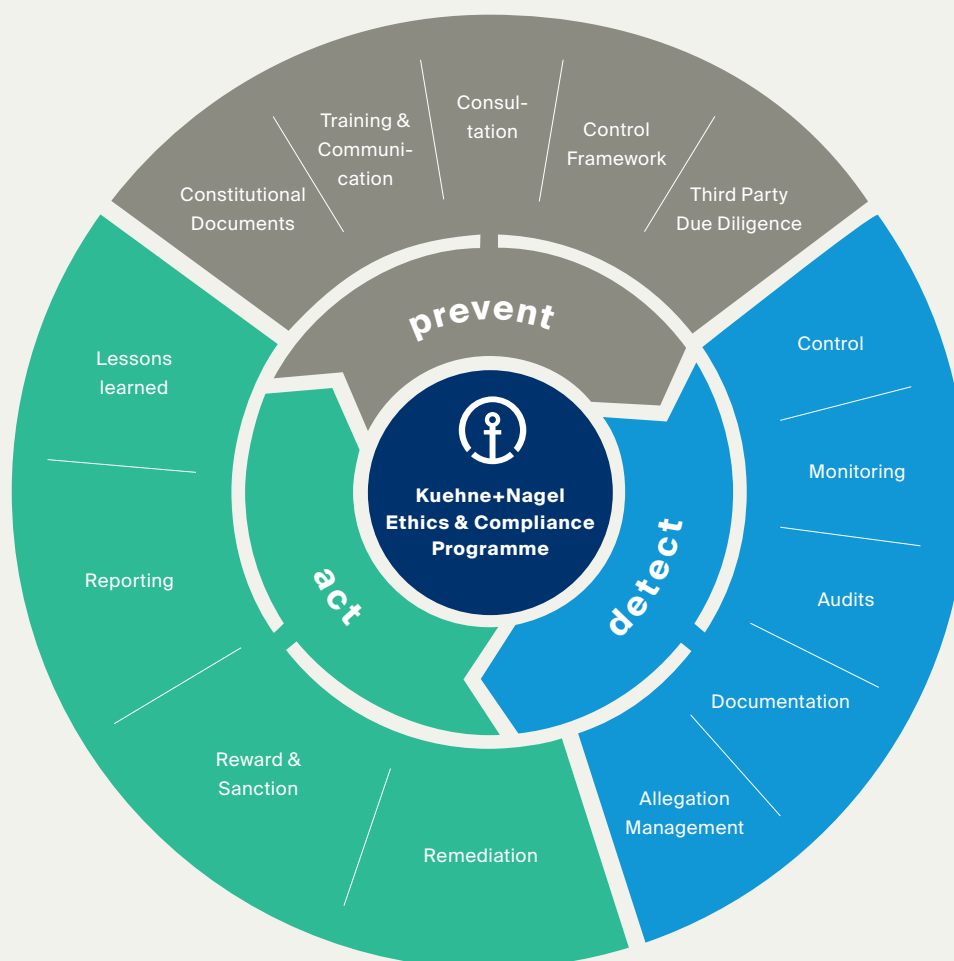 Constitutional
Documents
Training &
Communi-
cation
Consul-
tation
Control
Framework
Third Party
Due Diligence
prevent
Control
Monitoring
Audits
Documentation
Allegation
Management
detect
Remediation
Reward &
Sanction
Reporting
Lessons
learned
act
Kuehne+Nagel
Ethics & Compliance
Programme